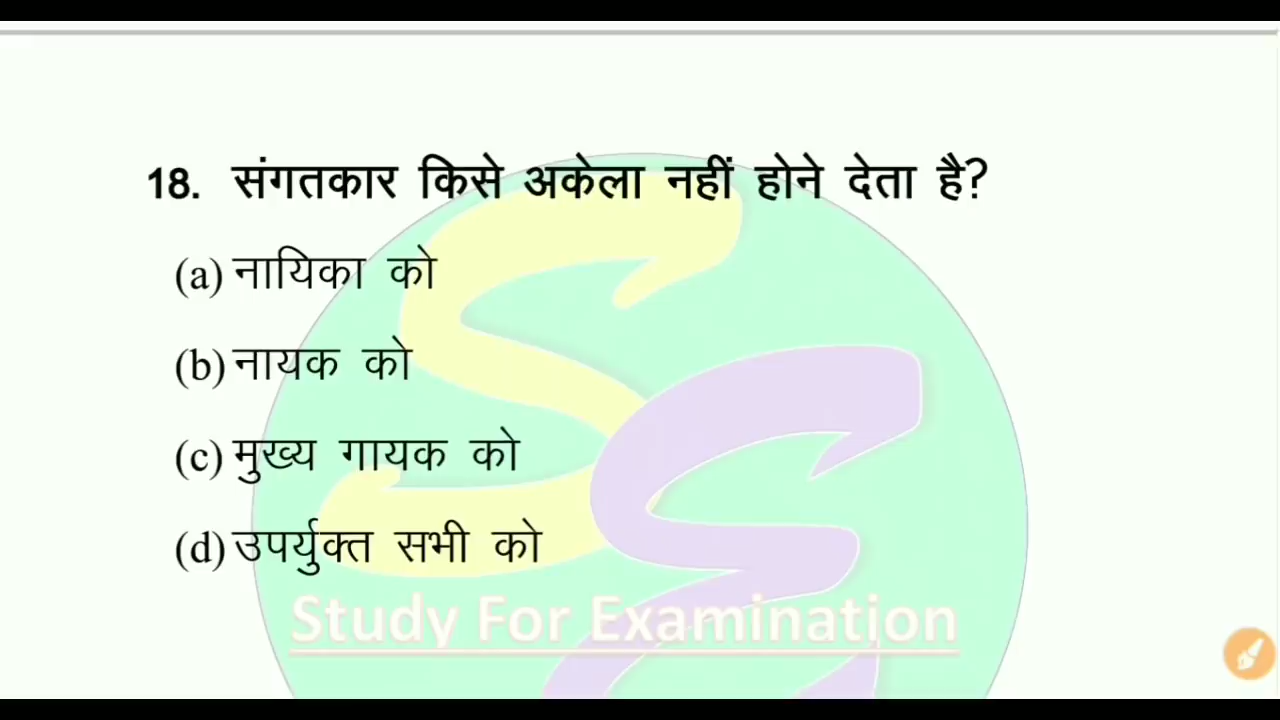 18. संगतकार किसे अकेला नहीं होने देता है?
(a) नायिका को
(b) नायक को
(c) मुख्य गायक को
(d) उपर्युक्त सभी को
Study For Examination